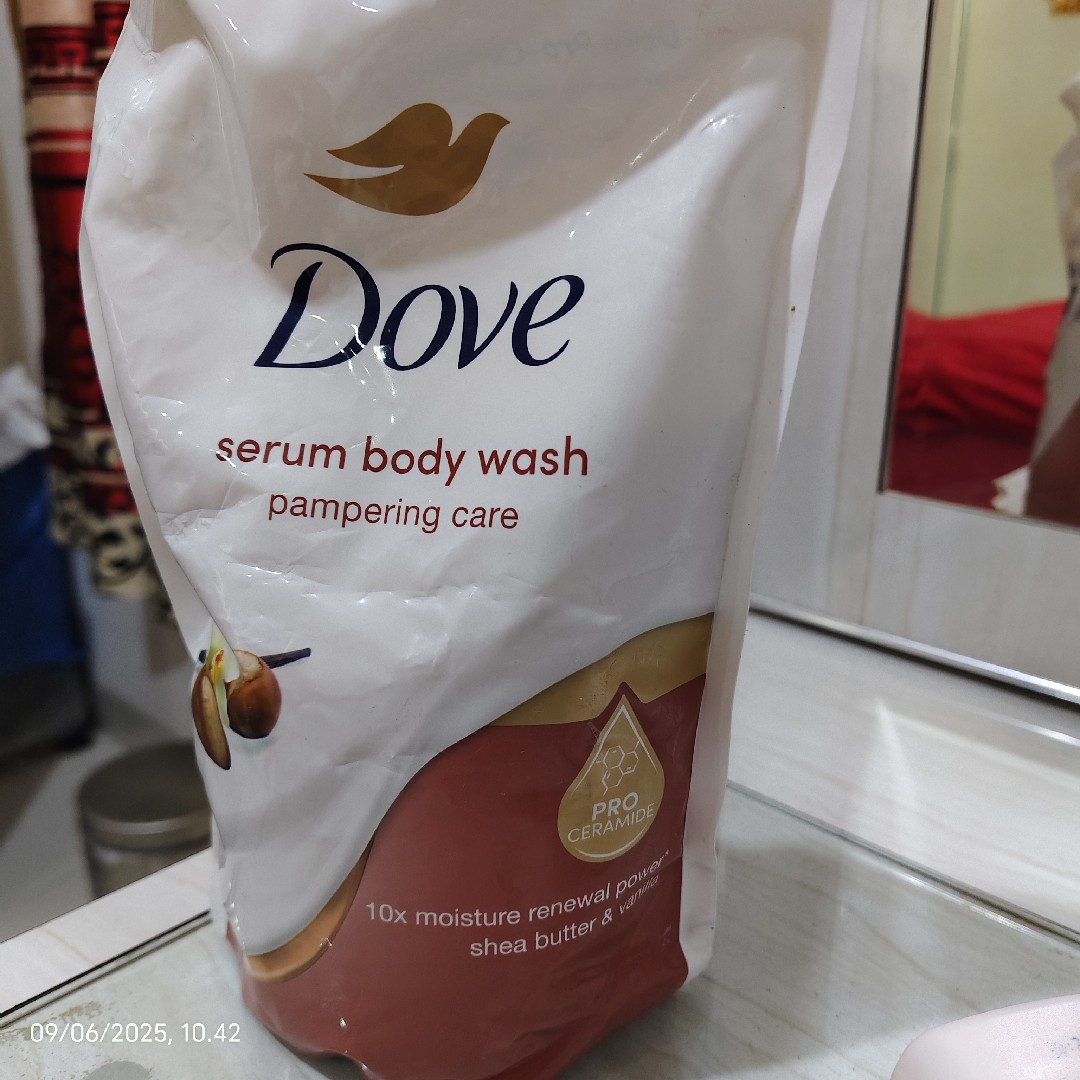 Dove
serum body wash
pampering care
PRO
CERAMIDE
10x moisture renewal power*
shea butter & vanilla
09/06/2025, 10.42